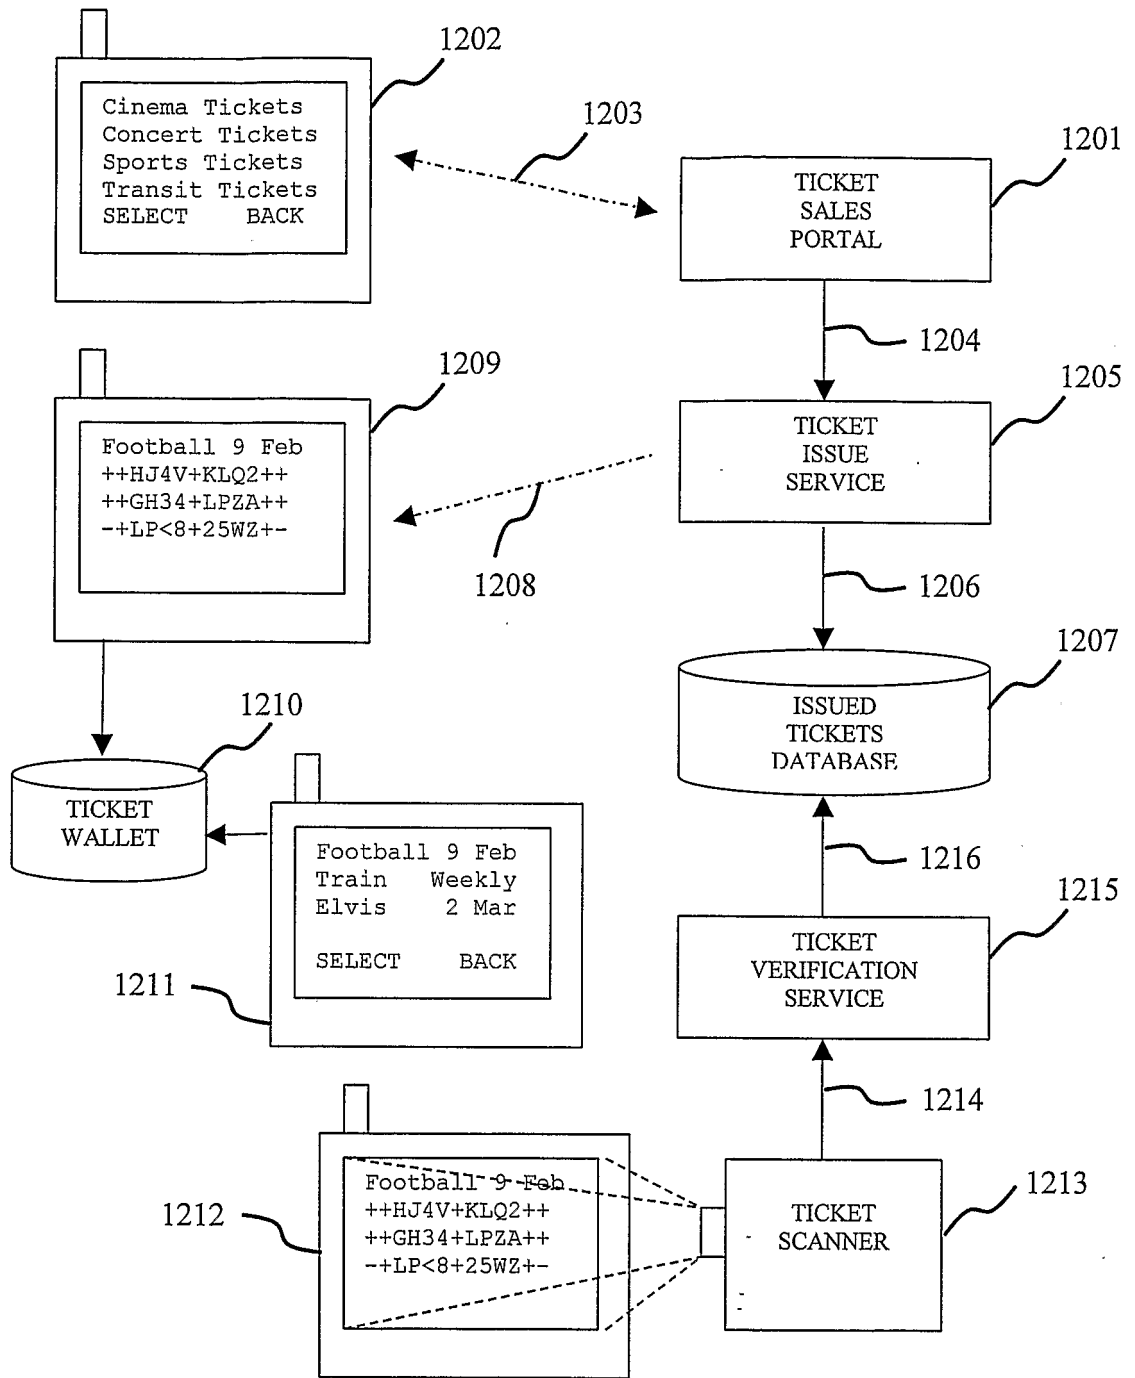 1202
Cinema Tickets
Concert Tickets
Sports Tickets
Transit Tickets
SELECT BACK
1203
1201
TICKET
SALES
PORTAL
1204
1209
Football 9 Feb
++HJ4V+KLQ2++
++GH34+LPZA++
-+LP<8+25WZ+-
1205
TICKET
ISSUE
SERVICE
1208
1206
1207
ISSUED
TICKETS
DATABASE
1210
TICKET
WALLET
Football 9 Feb
Train Weekly
Elvis 2 Mar
SELECT BACK
1211
1216
1215
TICKET
VERIFICATION
SERVICE
1214
Football 9 Feb
++HJ4V+KLQ2++
++GH34+LPZA++
-+LP<8+25WZ+-
1212
1213
TICKET
SCANNER